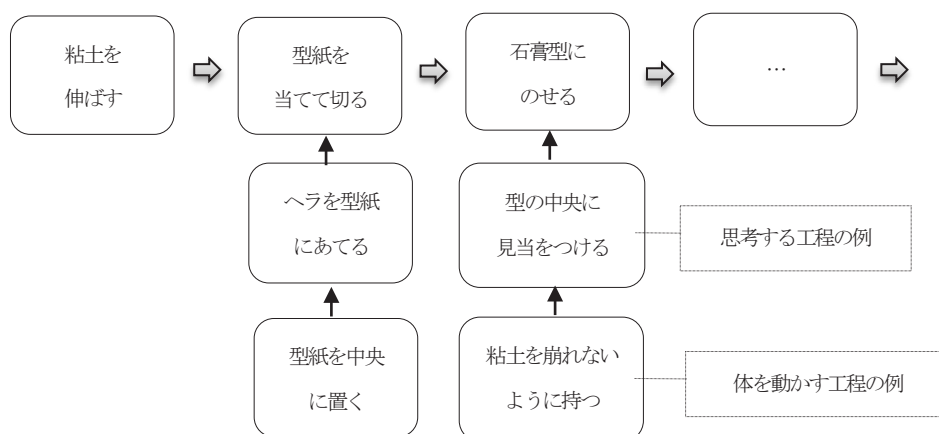 粘土を
伸ばす
型紙を
当てて切る
石膏型に
のせる
…
ヘラを型紙
にあてる
型の中央に
見当をつける
思考する工程の例
型紙を中央
に置く
粘土を崩れない
ように持つ
体を動かす工程の例